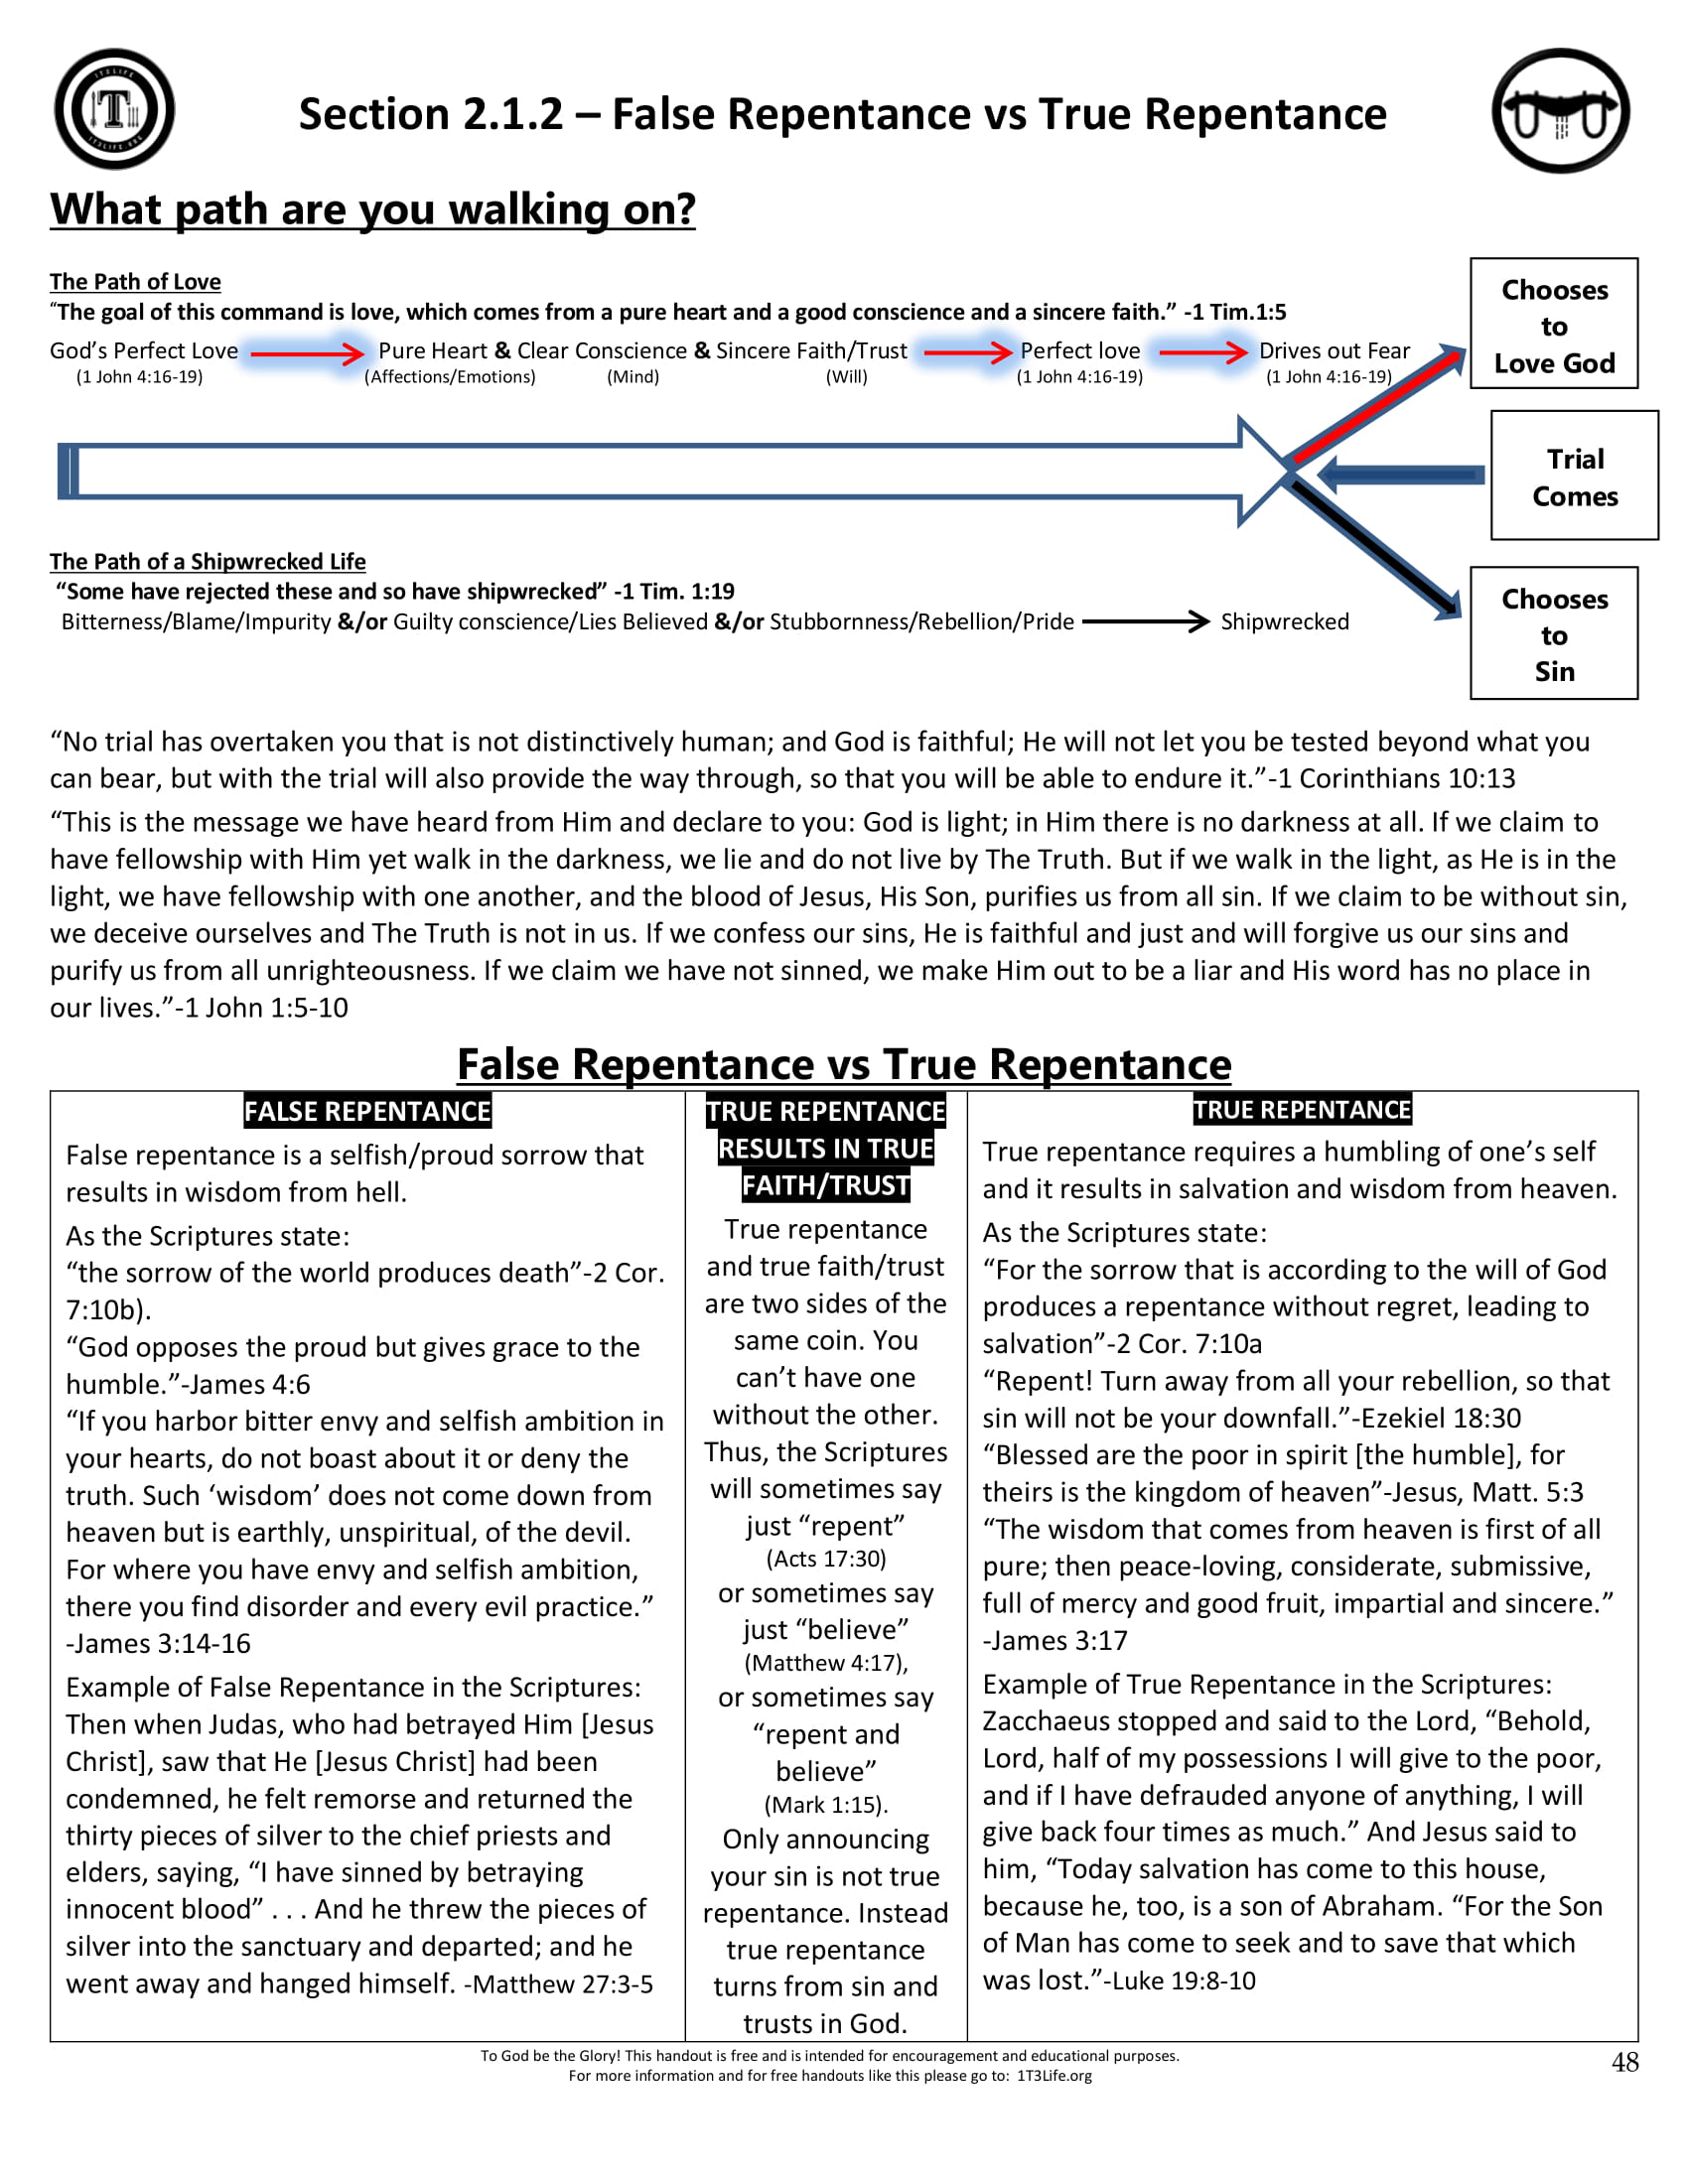 1T3LIFE
T
1T3LIFE.ORG
Section 2.1.2 – False Repentance vs True Repentance
What path are you walking on?
The Path of Love
“The goal of this command is love, which comes from a pure heart and a good conscience and a sincere faith.” -1 Tim.1:5
God’s Perfect Love Pure Heart & Clear Conscience & Sincere Faith/Trust Perfect love Drives out Fear
(1 John 4:16-19) (Affections/Emotions) (Mind) (Will) (1 John 4:16-19) (1 John 4:16-19)
Chooses
to
Love God
Trial
Comes
The Path of a Shipwrecked Life
“Some have rejected these and so have shipwrecked” -1 Tim. 1:19
Bitterness/Blame/Impurity &/or Guilty conscience/Lies Believed &/or Stubbornness/Rebellion/Pride Shipwrecked
Chooses
to
Sin
“No trial has overtaken you that is not distinctively human; and God is faithful; He will not let you be tested beyond what you
can bear, but with the trial will also provide the way through, so that you will be able to endure it.”-1 Corinthians 10:13
“This is the message we have heard from Him and declare to you: God is light; in Him there is no darkness at all. If we claim to
have fellowship with Him yet walk in the darkness, we lie and do not live by The Truth. But if we walk in the light, as He is in the
light, we have fellowship with one another, and the blood of Jesus, His Son, purifies us from all sin. If we claim to be without sin,
we deceive ourselves and The Truth is not in us. If we confess our sins, He is faithful and just and will forgive us our sins and
purify us from all unrighteousness. If we claim we have not sinned, we make Him out to be a liar and His word has no place in
our lives.”-1 John 1:5-10
False Repentance vs True Repentance
FALSE REPENTANCE
False repentance is a selfish/proud sorrow that
results in wisdom from hell.
As the Scriptures state:
“the sorrow of the world produces death”-2 Cor.
7:10b).
“God opposes the proud but gives grace to the
humble.”-James 4:6
“If you harbor bitter envy and selfish ambition in
your hearts, do not boast about it or deny the
truth. Such ‘wisdom’ does not come down from
heaven but is earthly, unspiritual, of the devil.
For where you have envy and selfish ambition,
there you find disorder and every evil practice.”
-James 3:14-16
Example of False Repentance in the Scriptures:
Then when Judas, who had betrayed Him [Jesus
Christ], saw that He [Jesus Christ] had been
condemned, he felt remorse and returned the
thirty pieces of silver to the chief priests and
elders, saying, “I have sinned by betraying
innocent blood” . . . And he threw the pieces of
silver into the sanctuary and departed; and he
went away and hanged himself. -Matthew 27:3-5
TRUE REPENTANCE
RESULTS IN TRUE
FAITH/TRUST
True repentance
and true faith/trust
are two sides of the
same coin. You
can’t have one
without the other.
Thus, the Scriptures
will sometimes say
just “repent”
(Acts 17:30)
or sometimes say
just “believe”
(Matthew 4:17),
or sometimes say
“repent and
believe”
(Mark 1:15).
Only announcing
your sin is not true
repentance. Instead
true repentance
turns from sin and
trusts in God.
TRUE REPENTANCE
True repentance requires a humbling of one’s self
and it results in salvation and wisdom from heaven.
As the Scriptures state:
“For the sorrow that is according to the will of God
produces a repentance without regret, leading to
salvation”-2 Cor. 7:10a
“Repent! Turn away from all your rebellion, so that
sin will not be your downfall.”-Ezekiel 18:30
“Blessed are the poor in spirit [the humble], for
theirs is the kingdom of heaven”-Jesus, Matt. 5:3
“The wisdom that comes from heaven is first of all
pure; then peace-loving, considerate, submissive,
full of mercy and good fruit, impartial and sincere.”
-James 3:17
Example of True Repentance in the Scriptures:
Zacchaeus stopped and said to the Lord, “Behold,
Lord, half of my possessions I will give to the poor,
and if I have defrauded anyone of anything, I will
give back four times as much.” And Jesus said to
him, “Today salvation has come to this house,
because he, too, is a son of Abraham. “For the Son
of Man has come to seek and to save that which
was lost.”-Luke 19:8-10
To God be the Glory! This handout is free and is intended for encouragement and educational purposes.
For more information and for free handouts like this please go to: 1T3Life.org
48